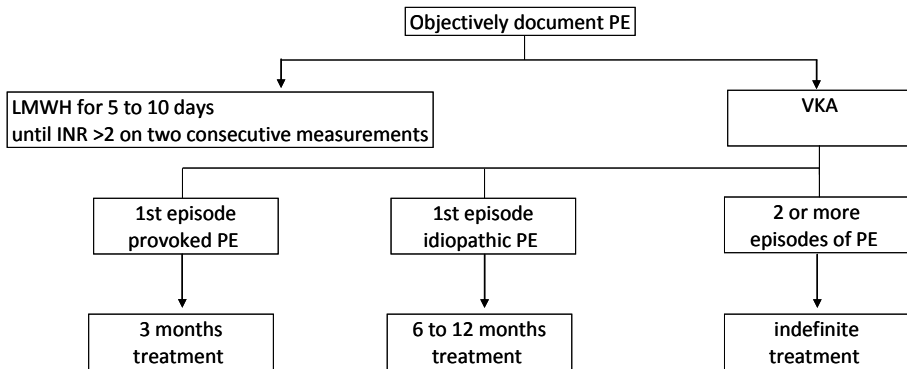 Objectively document PE
LMWH for 5 to 10 days
until INR >2 on two consecutive measurements
VKA
1st episode
provoked PE
1st episode
idiopathic PE
2 or more
episodes of PE
3 months
treatment
6 to 12 months
treatment
indefinite
treatment